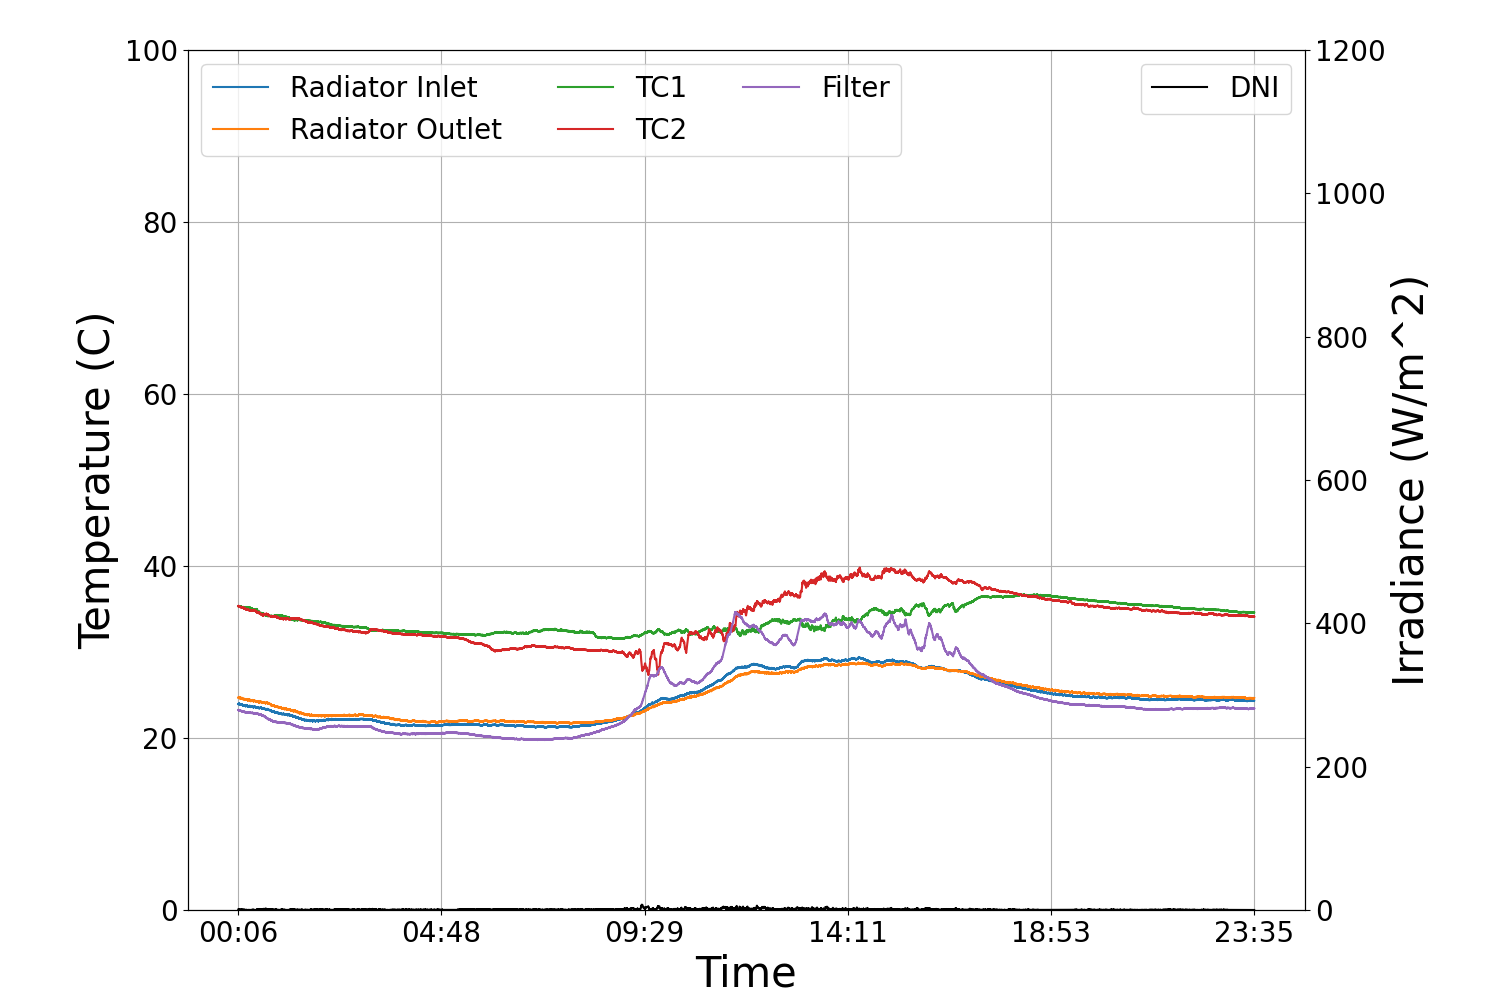 100
80
60
40
20
0
Temperature (C)
Radiator Inlet
Radiator Outlet
TC1
TC2
Filter
DNI
1200
1000
800
600
400
200
0
Irradiance (W/m^2)
00:06 04:48 09:29 14:11 18:53 23:35
Time